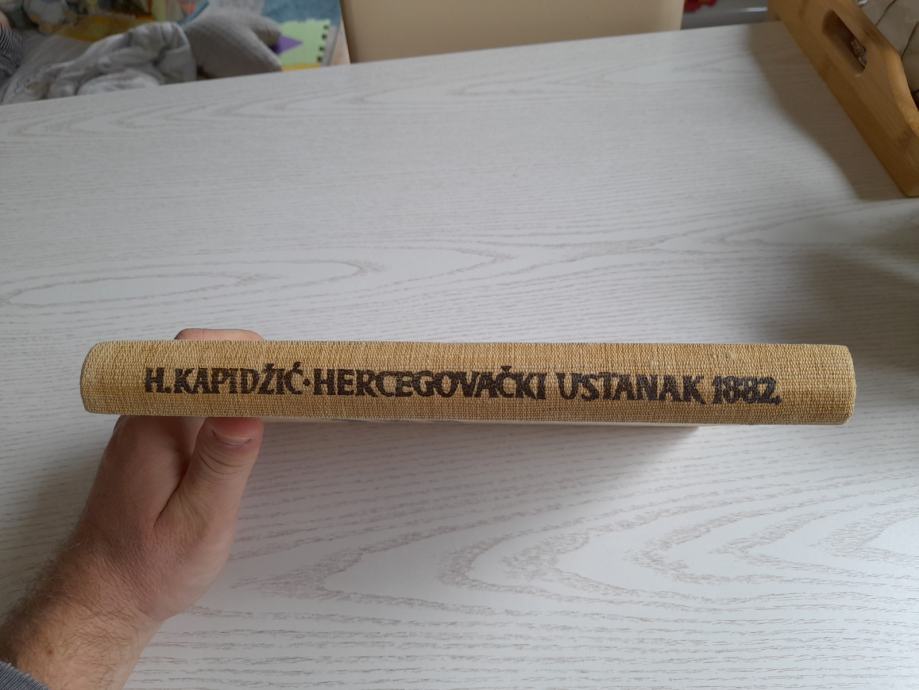 H.KAPIDŽIĆ·HERCEGOVAČKI USTANAK 1882.